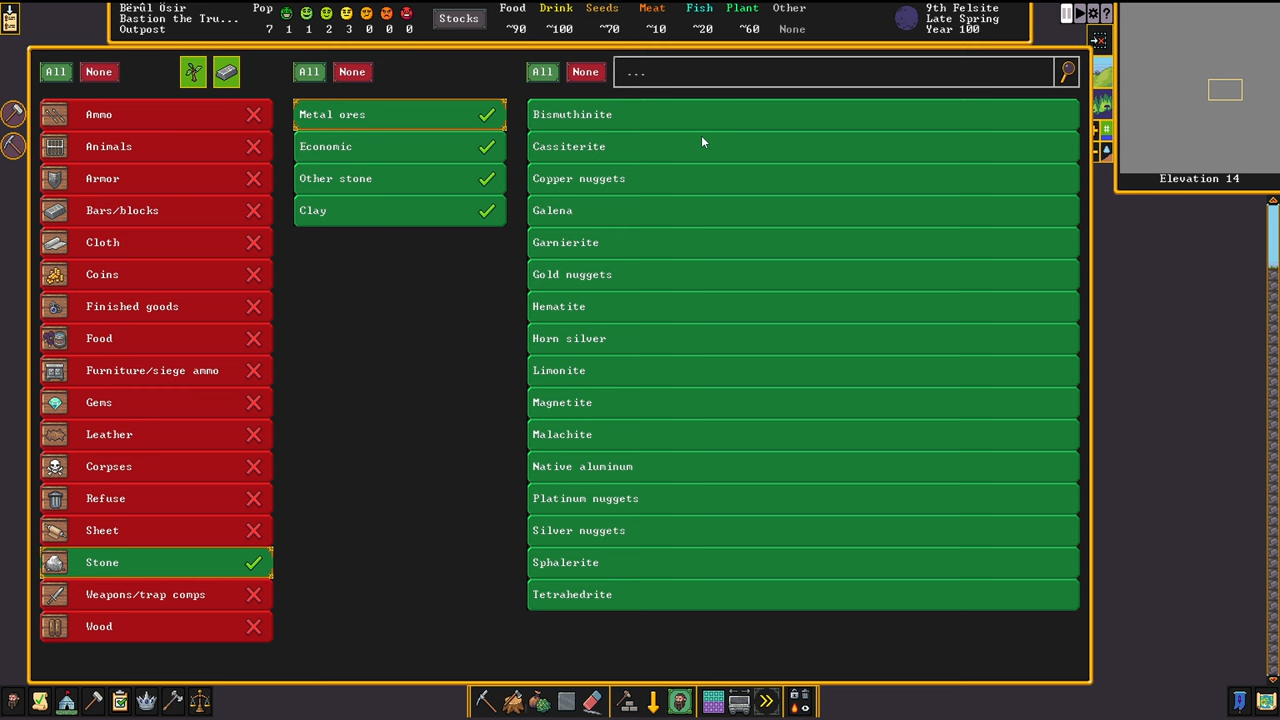 Bërûl Ùsir
Bastion the Tru...
Outpost
Pop
7 1 1 2 3 0 0 0
Stocks
Food Drink Seeds Meat Fish Plant Other
~90 ~100 ~70 ~10 ~20 ~60 None
9th Felsite
Late Spring
Year 100
?
Elevation 14
All None
All None
All None
...
Ammo
Animals
Armor
Bars/blocks
Cloth
Coins
Finished goods
Food
Furniture/siege ammo
Gems
Leather
Corpses
Refuse
Sheet
Stone
Weapons/trap comps
Wood
Metal ores
Economic
Other stone
Clay
Bismuthinite
Cassiterite
Copper nuggets
Galena
Garnierite
Gold nuggets
Hematite
Horn silver
Limonite
Magnetite
Malachite
Native aluminum
Platinum nuggets
Silver nuggets
Sphalerite
Tetrahedrite